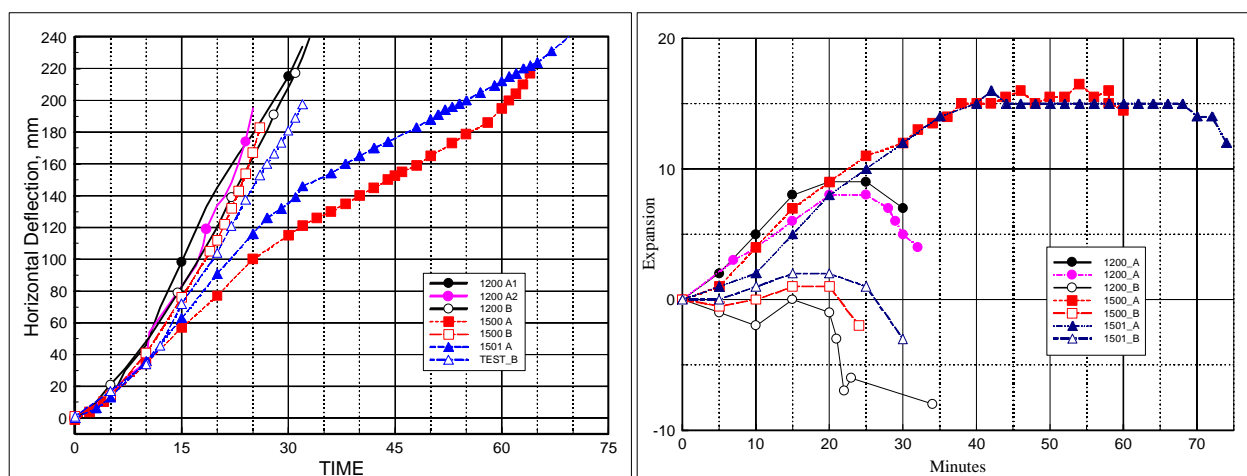 Horizontal Deflection, mm
240
220
200
180
160
140
120
100
80
60
40
20
0
0 15 30 45 60 75
TIME
1200 A1
1200 A2
1200 B
1500 A
1500 B
1501 A
TEST_B
Expansion
20
10
0
-10
0 10 20 30 40 50 60 70
Minutes
1200_A
1200_A
1200_B
1500_A
1500_B
1501_A
1501_B